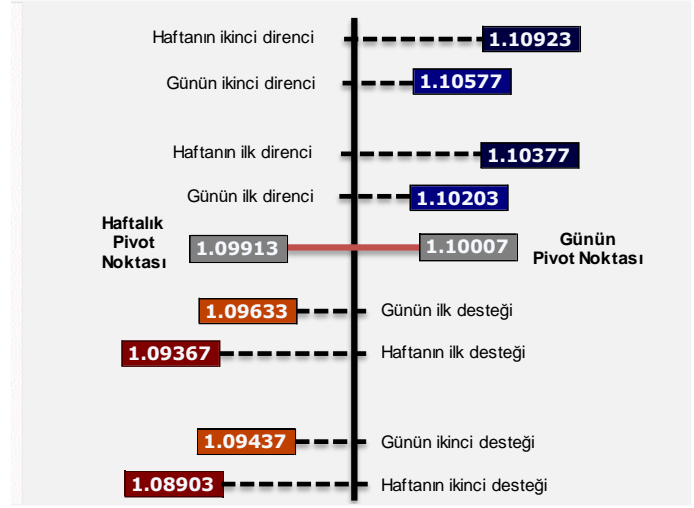 Haftanın ikinci direnci
1.10923
Günün ikinci direnci
1.10577
Haftanın ilk direnci
1.10377
Günün ilk direnci
1.10203
Haftalık
Pivot
Noktası
1.09913
1.10007
Günün
Pivot Noktası
1.09633
Günün ilk desteği
1.09367
Haftanın ilk desteği
1.09437
Günün ikinci desteği
1.08903
Haftanın ikinci desteği